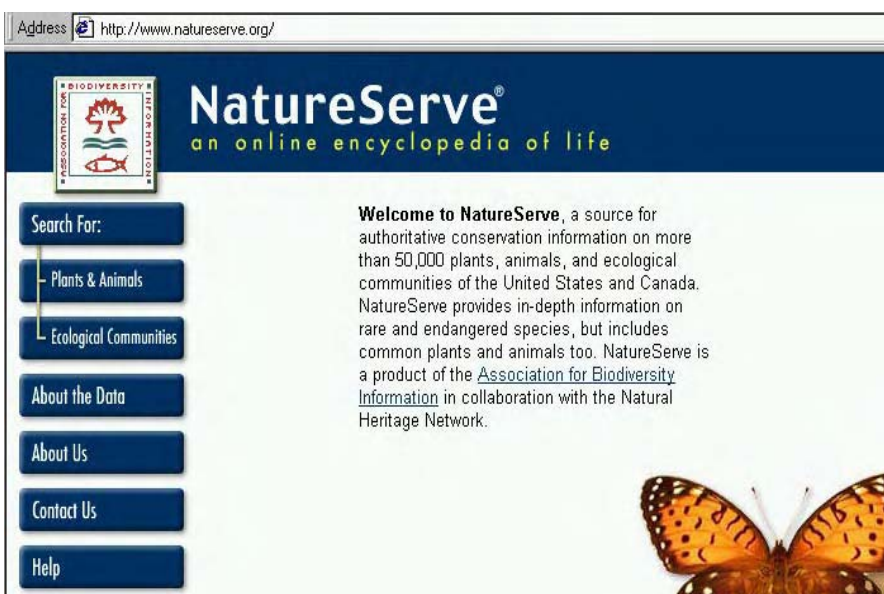 Address http://www.natureserve.org/
BIODIVERSITY
INFORMATION
ASSOCIATION
FOR
NatureServe®
an online encyclopedia of life
Search For:
Plants & Animals
Ecological Communities
About the Data
About Us
Contact Us
Help
Welcome to NatureServe, a source for
authoritative conservation information on more
than 50,000 plants, animals, and ecological
communities of the United States and Canada.
NatureServe provides in-depth information on
rare and endangered species, but includes
common plants and animals too. NatureServe is
a product of the Association for Biodiversity
Information in collaboration with the Natural
Heritage Network.